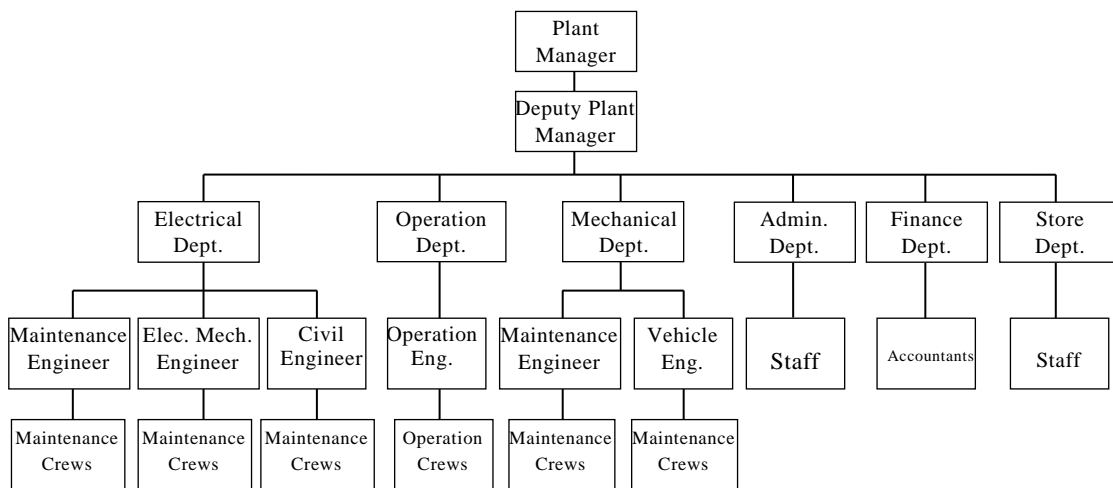 Plant
Manager
Deputy Plant
Manager
Electrical
Dept.
Operation
Dept.
Mechanical
Dept.
Admin.
Dept.
Finance
Dept.
Store
Dept.
Maintenance
Engineer
Elec. Mech.
Engineer
Civil
Engineer
Operation
Eng.
Maintenance
Engineer
Vehicle
Eng.
Staff
Accountants
Staff
Maintenance
Crews
Maintenance
Crews
Maintenance
Crews
Operation
Crews
Maintenance
Crews
Maintenance
Crews